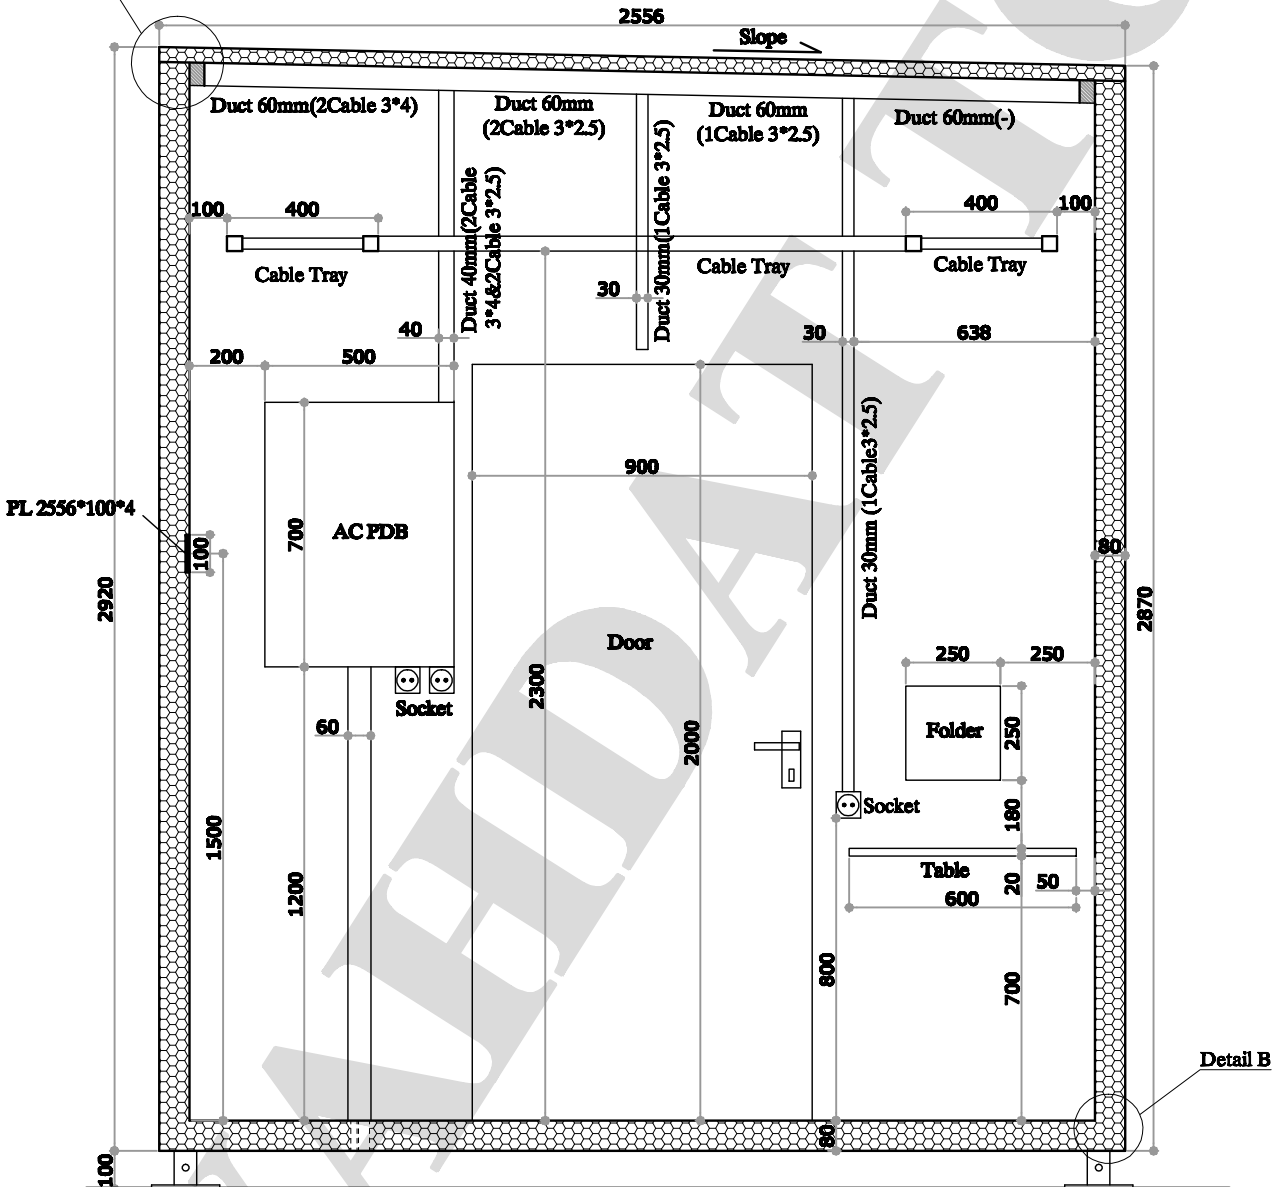 2556
Slope
Duct 60mm(2Cable 3*4)
Duct 60mm
(2Cable 3*2.5)
Duct 60mm
(1Cable 3*2.5)
Duct 60mm(-)
Duct 40mm(2Cable
3*4&2Cable 3*2.5)
Duct 30mm(1Cable 3*2.5)
100
400
400
100
Cable Tray
Cable Tray
Cable Tray
30
40
30
638
200
500
Duct 30mm (1Cable3*2.5)
900
PL 2556*100*4
700
AC PDB
100
80
2920
2870
Door
250
250
2300
Socket
60
2000
Folder
250
Socket
180
1500
1200
Table
20
50
600
800
700
Detail B
80
100
VAHDAT TO